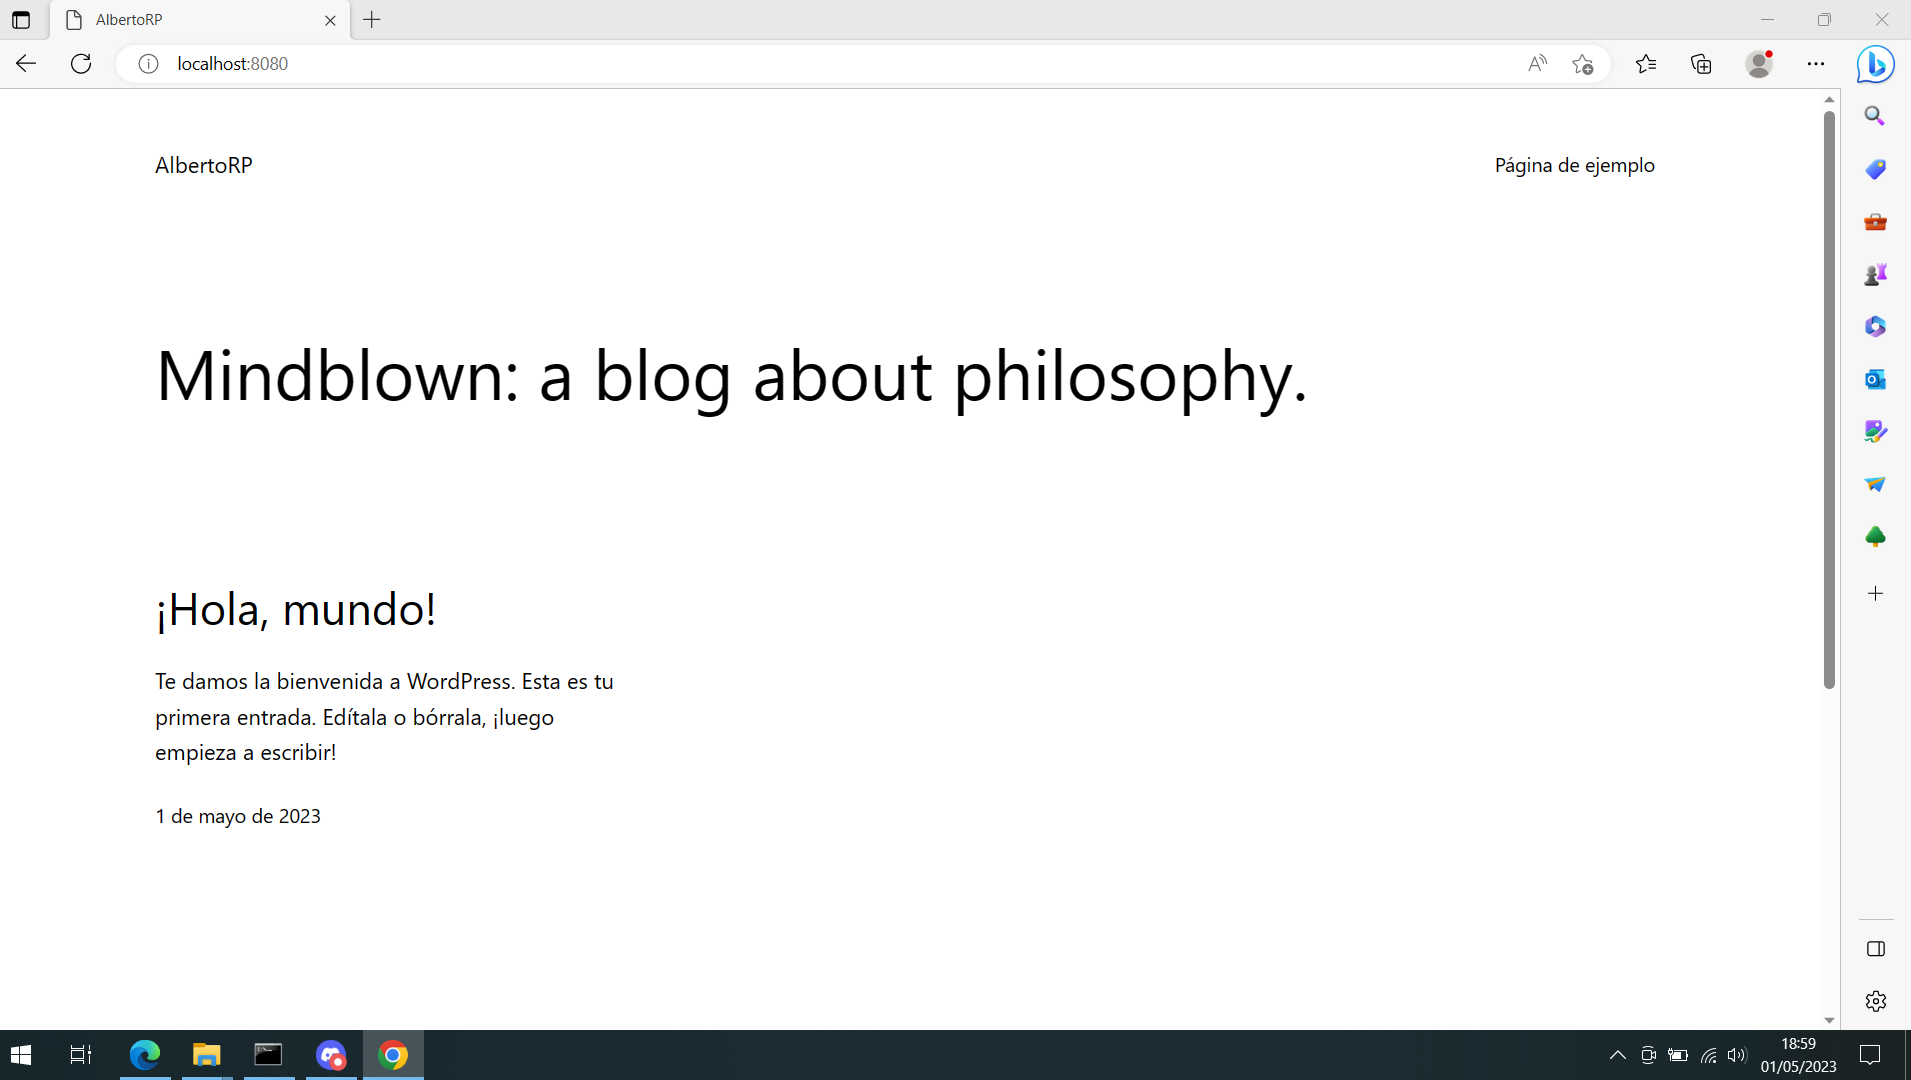 AlbertoRP
localhost:8080
AlbertoRP
Página de ejemplo
Mindblown: a blog about philosophy.
¡Hola, mundo!
Te damos la bienvenida a WordPress. Esta es tu
primera entrada. Edítala o bórrala, ¡luego
empieza a escribir!
1 de mayo de 2023
18:59
01/05/2023